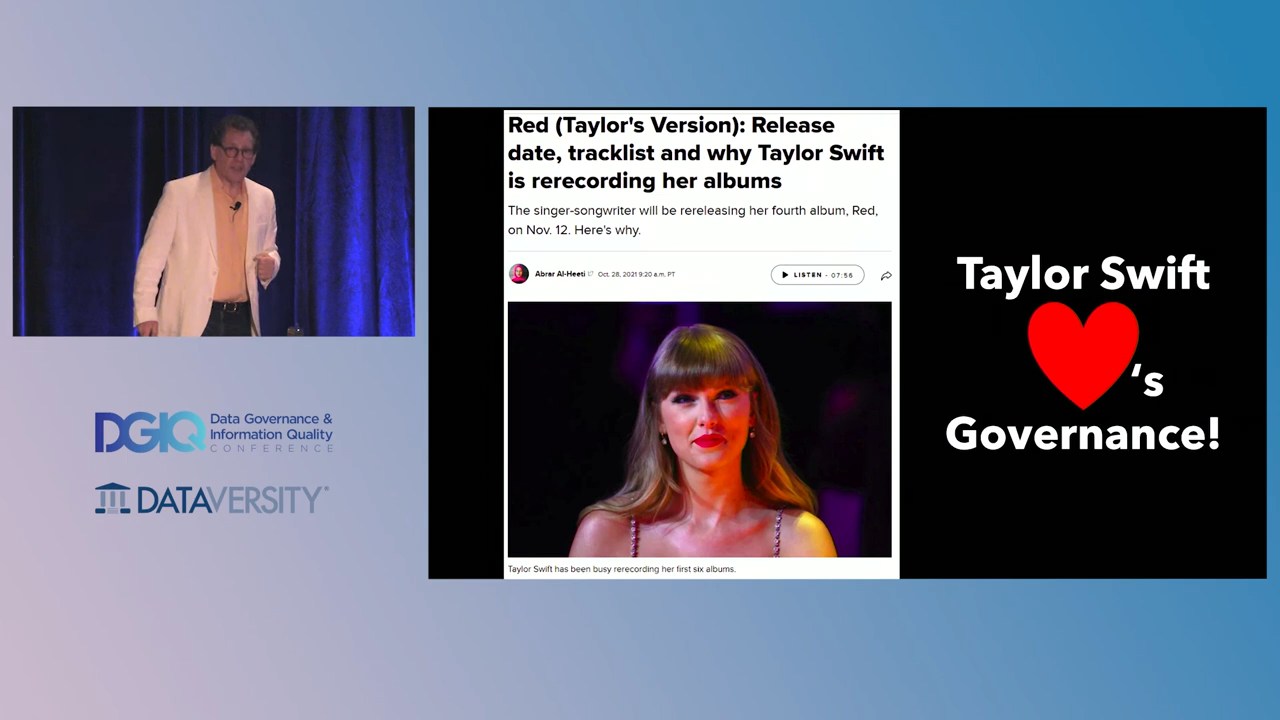 Red (Taylor's Version): Release
date, tracklist and why Taylor Swift
is rerecording her albums
The singer-songwriter will be rereleasing her fourth album, Red,
on Nov. 12. Here's why.
Abrar Al-Heeti Oct. 28, 2021 9:20 a.m. PT
LISTEN - 07:56
Taylor Swift has been busy rerecording her first six albums.
Taylor Swift
's
Governance!
DGIQ Data Governance &
Information Quality
CONFERENCE
DATAVERSITY